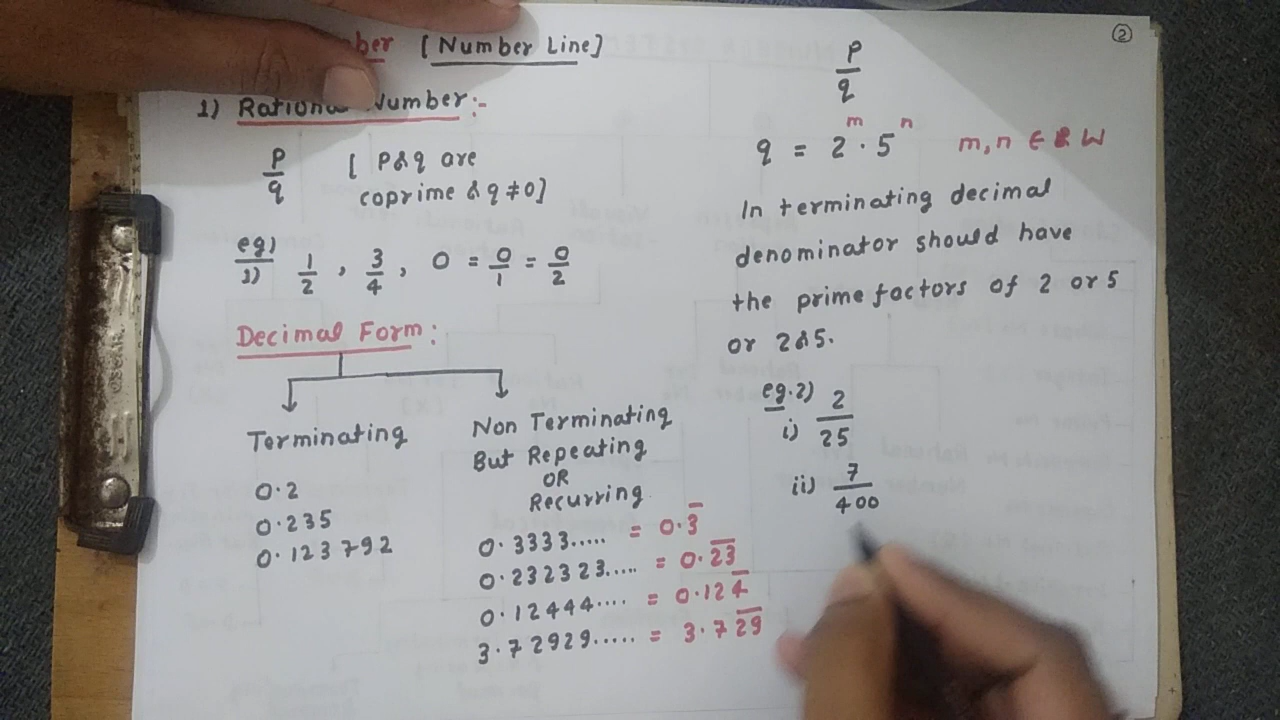 ②
ber [Number Line]
1) Rational Number:-
P/q [P & q are
coprime & q ≠ 0]
eg)
1) 1/2, 3/4, 0 = 0/1 = 0/2
Decimal Form:
Terminating
0.2
0.235
0.123792
Non Terminating
But Repeating
OR
Recurring
0.3333..... = 0.3̅
0.232323.... = 0.2̅3̅
0.12444.... = 0.124̅
3.72929..... = 3.72̅9̅
P/q
q = 2^m · 5^n m,n ∈ W
In terminating decimal
denominator should have
the prime factors of 2 or 5
or 2&5.
eg.2)
i) 2/25
ii) 7/400